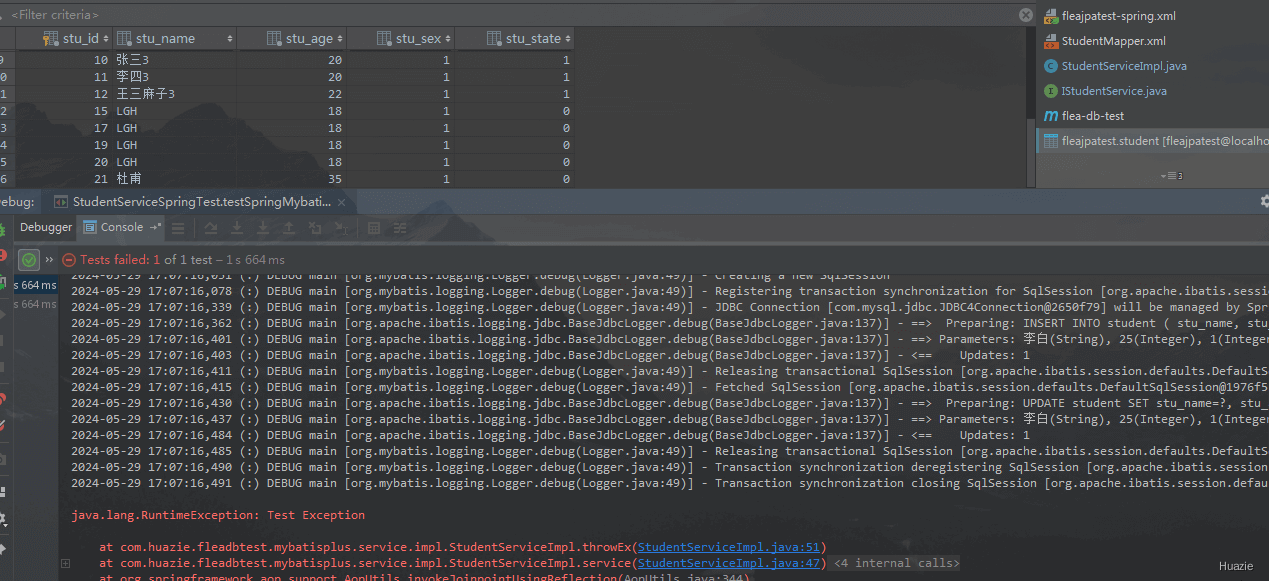 <Filter criteria>
stu_id stu_name stu_age stu_sex stu_state
10 张三3 20 1 1
11 李四3 20 1 1
12 王三麻子3 22 1 1
15 LGH 18 1 0
17 LGH 18 1 0
19 LGH 18 1 0
20 LGH 18 1 0
21 杜甫 35 1 0
fleajpatest-spring.xml
StudentMapper.xml
StudentServiceImpl.java
IStudentService.java
flea-db-test
fleajpatest.student [fleajpatest@localho
3
ebug: StudentServiceSpringTest.testSpringMybati...
Debugger Console
Tests failed: 1 of 1 test – 1 s 664 ms
s 664 ms
s 664 ms
2024-05-29 17:07:16,051 (:) DEBUG main [org.mybatis.logging.Logger.debug(Logger.java:49)] - Creating a new SqlSession
2024-05-29 17:07:16,078 (:) DEBUG main [org.mybatis.logging.Logger.debug(Logger.java:49)] - Registering transaction synchronization for SqlSession [org.apache.ibatis.session
2024-05-29 17:07:16,339 (:) DEBUG main [org.mybatis.logging.Logger.debug(Logger.java:49)] - JDBC Connection [com.mysql.jdbc.JDBC4Connection@2650f79] will be managed by Spr
2024-05-29 17:07:16,362 (:) DEBUG main [org.apache.ibatis.logging.jdbc.BaseJdbcLogger.debug(BaseJdbcLogger.java:137)] - ==>  Preparing: INSERT INTO student ( stu_name, stu_
2024-05-29 17:07:16,401 (:) DEBUG main [org.apache.ibatis.logging.jdbc.BaseJdbcLogger.debug(BaseJdbcLogger.java:137)] - ==> Parameters: 李白(String), 25(Integer), 1(Integer
2024-05-29 17:07:16,403 (:) DEBUG main [org.apache.ibatis.logging.jdbc.BaseJdbcLogger.debug(BaseJdbcLogger.java:137)] - <==    Updates: 1
2024-05-29 17:07:16,411 (:) DEBUG main [org.mybatis.logging.Logger.debug(Logger.java:49)] - Releasing transactional SqlSession [org.apache.ibatis.session.defaults.DefaultS
2024-05-29 17:07:16,415 (:) DEBUG main [org.mybatis.logging.Logger.debug(Logger.java:49)] - Fetched SqlSession [org.apache.ibatis.session.defaults.DefaultSqlSession@1976f5
2024-05-29 17:07:16,430 (:) DEBUG main [org.apache.ibatis.logging.jdbc.BaseJdbcLogger.debug(BaseJdbcLogger.java:137)] - ==>  Preparing: UPDATE student SET stu_name=?, stu_
2024-05-29 17:07:16,437 (:) DEBUG main [org.apache.ibatis.logging.jdbc.BaseJdbcLogger.debug(BaseJdbcLogger.java:137)] - ==> Parameters: 李白(String), 25(Integer), 1(Integer
2024-05-29 17:07:16,484 (:) DEBUG main [org.apache.ibatis.logging.jdbc.BaseJdbcLogger.debug(BaseJdbcLogger.java:137)] - <==    Updates: 1
2024-05-29 17:07:16,485 (:) DEBUG main [org.mybatis.logging.Logger.debug(Logger.java:49)] - Releasing transactional SqlSession [org.apache.ibatis.session.defaults.DefaultS
2024-05-29 17:07:16,490 (:) DEBUG main [org.mybatis.logging.Logger.debug(Logger.java:49)] - Transaction synchronization deregistering SqlSession [org.apache.ibatis.session
2024-05-29 17:07:16,491 (:) DEBUG main [org.mybatis.logging.Logger.debug(Logger.java:49)] - Transaction synchronization closing SqlSession [org.apache.ibatis.session.defau
java.lang.RuntimeException: Test Exception
at com.huazie.fleadbtest.mybatisplus.service.impl.StudentServiceImpl.throwEx(StudentServiceImpl.java:51)
at com.huazie.fleadbtest.mybatisplus.service.impl.StudentServiceImpl.service(StudentServiceImpl.java:47) <4 internal calls>
at org.springframework.aop.support.AopUtils.invokeJoinpointUsingReflection(AopUtils.java:344)
Huazie